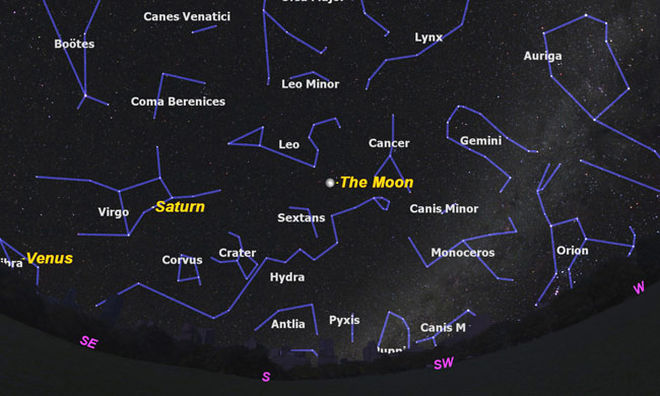 Canes Venatici
Boötes
Lynx
Auriga
Leo Minor
Coma Berenices
Leo
Cancer
Gemini
The Moon
Virgo
Saturn
Sextans
Canis Minor
Venus
Corvus
Crater
Monoceros
Orion
Hydra
W
Antlia
Pyxis
Canis M
SE
SW
S